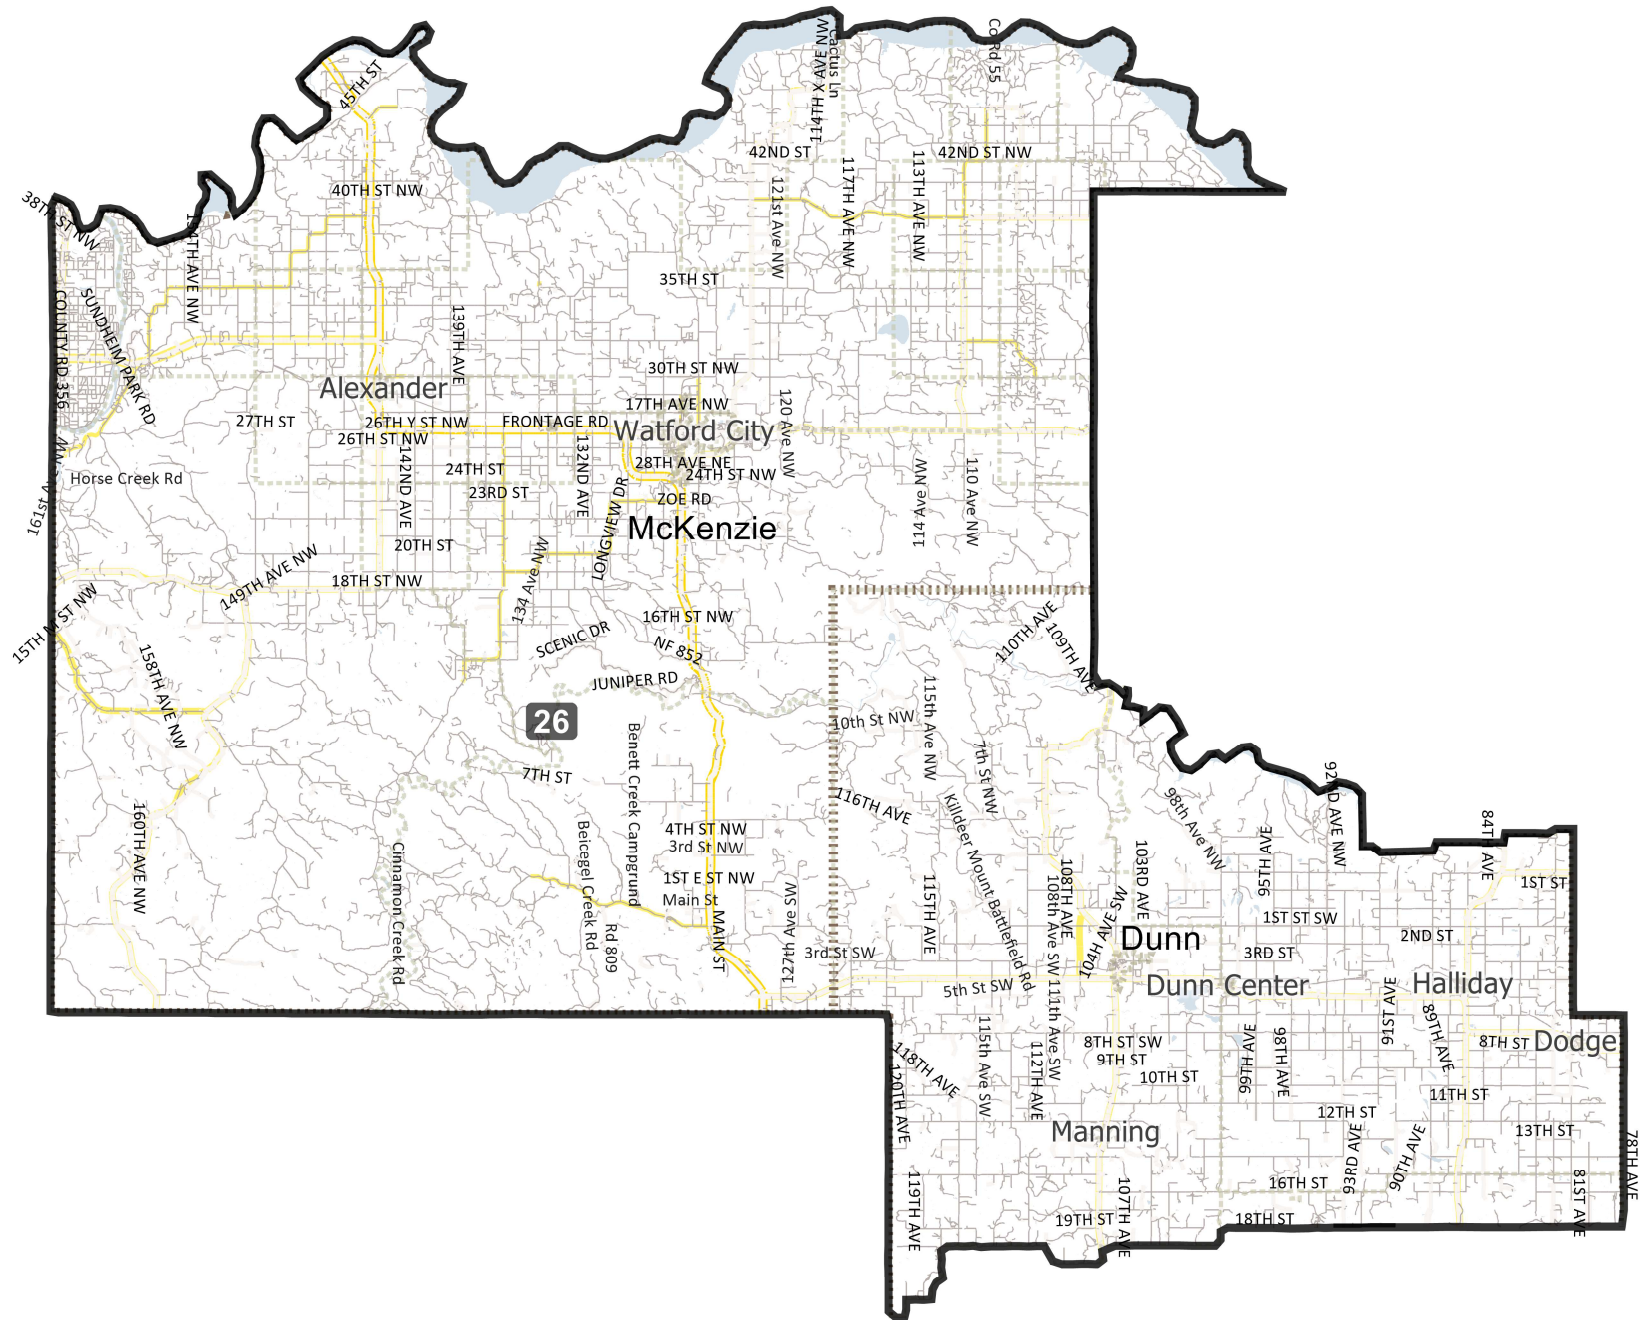 Cactus Ln
114TH X AVE NW
Co Rd 55
45TH ST
42ND ST
42ND ST NW
40TH ST NW
38TH ST NW
121st Ave NW
117TH AVE NW
113TH AVE NW
35TH ST
COUNTY RD 356
SUNDHEIM PARK RD
139TH AVE
30TH ST NW
Alexander
17TH AVE NW
120 Ave NW
27TH ST
26TH Y ST NW
FRONTAGE RD
Watford City
26TH ST NW
142ND AVE
132ND AVE
28TH AVE NE
24TH ST
24TH ST NW
Horse Creek Rd
23RD ST
ZOE RD
LONGVIEW DR
114 Ave NW
110 Ave NW
McKenzie
20TH ST
134 Ave NW
149TH AVE NW
18TH ST NW
15TH M ST NW
16TH ST NW
SCENIC DR
NF 852
110TH AVE
109TH AVE
158TH AVE NW
JUNIPER RD
115th Ave NW
10th St NW
26
Benett Creek Campgrund
7th St NW
7TH ST
116TH AVE
Killdeer Mount Battlefield Rd
98th Ave NW
92ND AVE NW
160TH AVE NW
Cinnamon Creek Rd
Beicegel Creek Rd
4TH ST NW
3rd St NW
84TH AVE
95TH AVE
103RD AVE
108TH AVE
108th Ave SW
1ST E ST NW
Main St
1ST ST
115TH AVE
127th Ave SW
104H AVE SW
1ST ST SW
MAIN ST
Rd 809
Dunn
2ND ST
3rd St SW
3RD ST
5th St SW
Dunn Center
Halliday
111th Ave SW
91ST AVE
89TH AVE
115th Ave SW
118TH AVE
120TH AVE
112TH AVE
8TH ST SW
9TH ST
99TH AVE
98TH AVE
8TH ST
Dodge
10TH ST
11TH ST
12TH ST
13TH ST
Manning
93RD AVE
90TH AVE
78TH AVE
16TH ST
81ST AVE
119TH AVE
107TH AVE
19TH ST
18TH ST